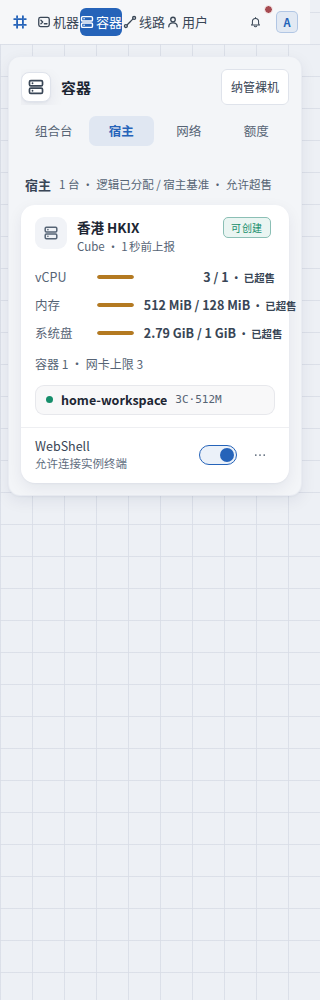 机器 容器 线路 用户 A
容器 纳管裸机
组合台 宿主 网络 额度
宿主 1 台 · 逻辑已分配 / 宿主基准 · 允许超售
香港 HKIX 可创建
Cube · 1秒前上报
vCPU 3 / 1 · 已超售
内存 512 MiB / 128 MiB · 已超售
系统盘 2.79 GiB / 1 GiB · 已超售
容器 1 · 网卡上限 3
home-workspace 3C·512M
WebShell
允许连接实例终端 ···